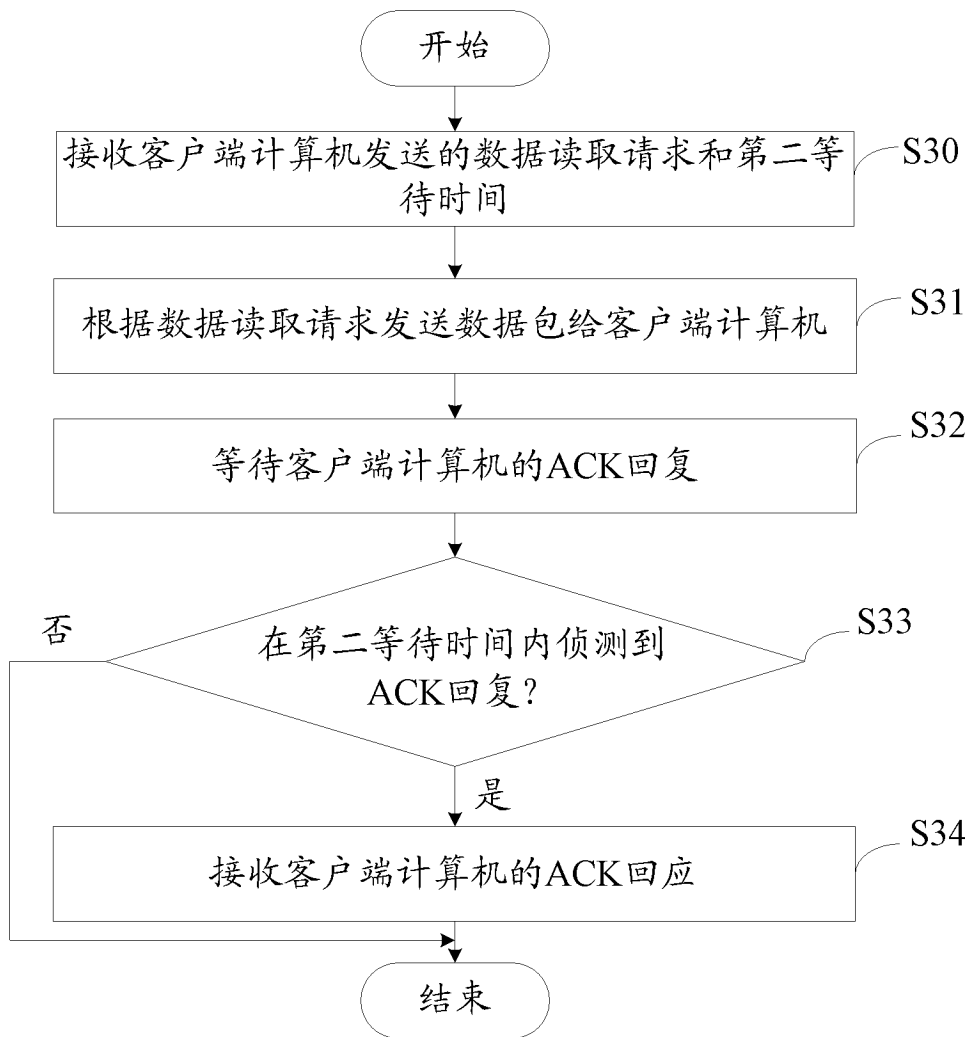 开始
接收客户端计算机发送的数据读取请求和第二等
待时间
S30
根据数据读取请求发送数据包给客户端计算机
S31
等待客户端计算机的ACK回复
S32
否
在第二等待时间内侦测到
ACK回复？
S33
是
接收客户端计算机的ACK回应
S34
结束